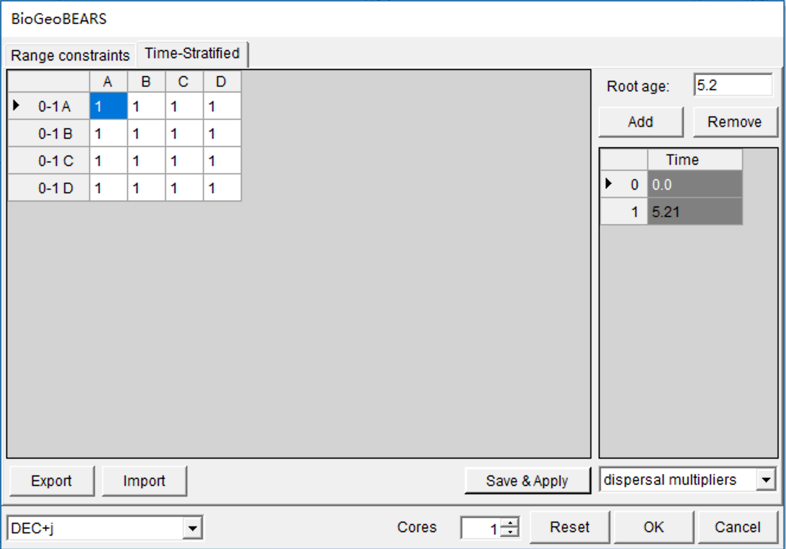 BioGeoBEARS
Range constraints Time-Stratified
A B C D
0-1 A 1 1 1 1
0-1 B 1 1 1 1
0-1 C 1 1 1 1
0-1 D 1 1 1 1
Root age: 5.2
Add Remove
Time
0 0.0
1 5.21
Export Import Save & Apply dispersal multipliers
DEC+j Cores 1 Reset OK Cancel